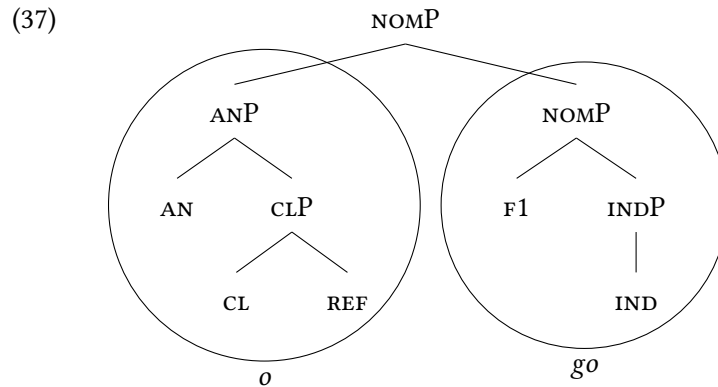 (37) NOMP
ANP NOMP
AN CLP F1 INDP
CL REF IND
o go